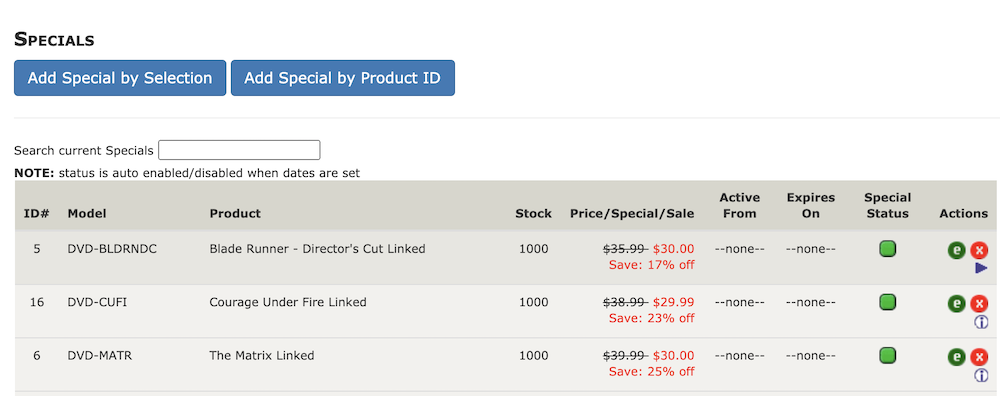 SPECIALS
Add Special by Selection Add Special by Product ID
Search current Specials
NOTE: status is auto enabled/disabled when dates are set
ID# Model Product Stock Price/Special/Sale Active From Expires On Special Status Actions
5 DVD-BLDRNDC Blade Runner - Director's Cut Linked 1000 $35.99 $30.00 --none-- --none-- e x
Save: 17% off
16 DVD-CUFI Courage Under Fire Linked 1000 $38.99 $29.99 --none-- --none-- e x
Save: 23% off i
6 DVD-MATR The Matrix Linked 1000 $39.99 $30.00 --none-- --none-- e x
Save: 25% off i